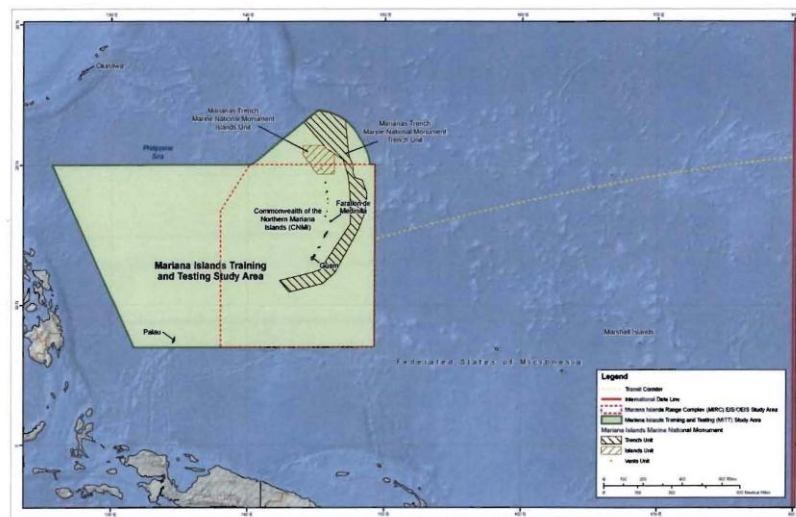 Okinawa
Marianas Trench
Marine National Monument
Islands Unit
Marianas Trench
Marine National Monument
Trench Unit
Philippine
Sea
Commonwealth of the
Northern Mariana
Islands (CNMI)
Farallon de
Medinilla
Guam
Mariana Islands Training
and Testing Study Area
Palau
Marshall Islands
Federated States of Micronesia
Legend
Transit Corridor
International Date Line
Mariana Islands Range Complex (MIRC) EIS/OEIS Study Area
Mariana Islands Training and Testing (MITT) Study Area
Mariana Islands Marine National Monument
Trench Unit
Islands Unit
Vents Unit